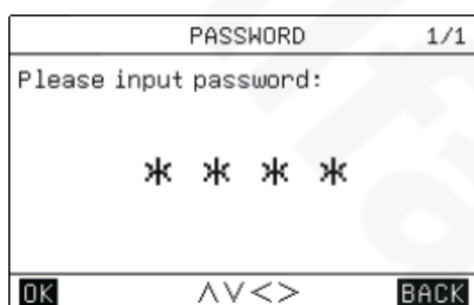 PASSWORD 1/1
Please input password:
* * * *
OK ∧∨<> BACK